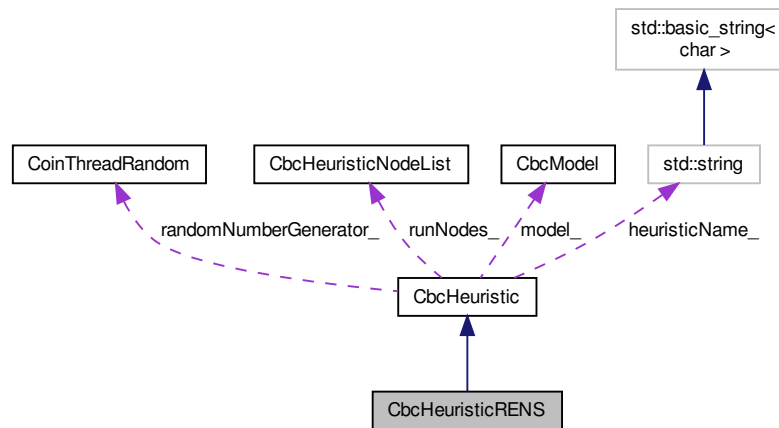 std::basic_string<
char >
CoinThreadRandom
CbcHeuristicNodeList
CbcModel
std::string
randomNumberGenerator_
runNodes_
model_
heuristicName_
CbcHeuristic
CbcHeuristicRENS